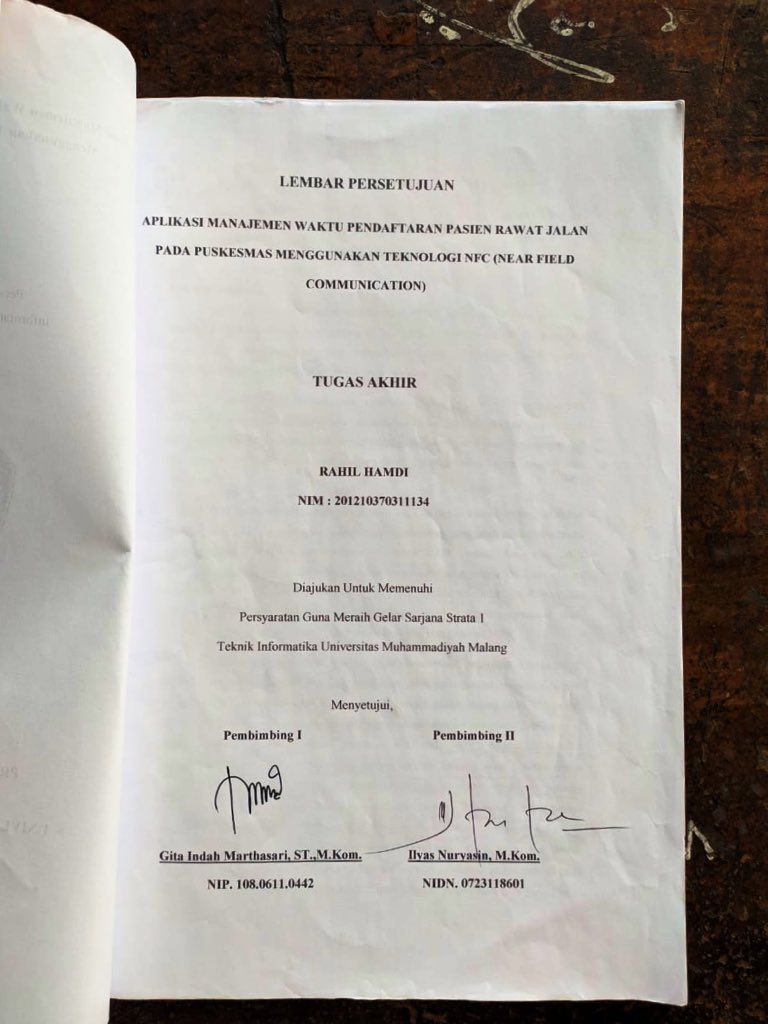 LEMBAR PERSETUJUAN
APLIKASI MANAJEMEN WAKTU PENDAFTARAN PASIEN RAWAT JALAN
PADA PUSKESMAS MENGGUNAKAN TEKNOLOGI NFC (NEAR FIELD
COMMUNICATION)
TUGAS AKHIR
RAHIL HAMDI
NIM : 201210370311134
Diajukan Untuk Memenuhi
Persyaratan Guna Meraih Gelar Sarjana Strata 1
Teknik Informatika Universitas Muhammadiyah Malang
Menyetujui,
Pembimbing I Pembimbing II
Gita Indah Marthasari, ST.,M.Kom. Ilyas Nuryasin, M.Kom.
NIP. 108.0611.0442 NIDN. 0723118601